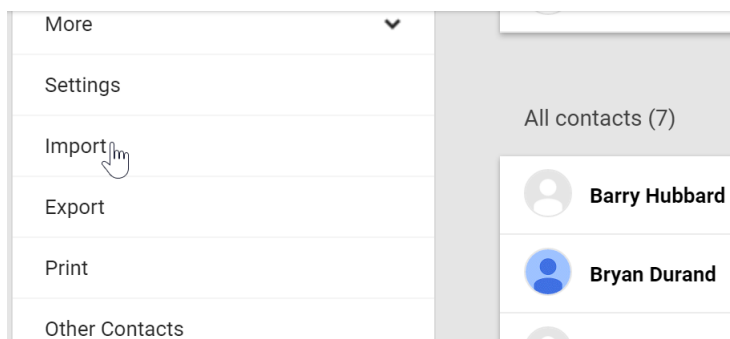 More
Settings
Import
Export
Print
Other Contacts
All contacts (7)
Barry Hubbard
Bryan Durand